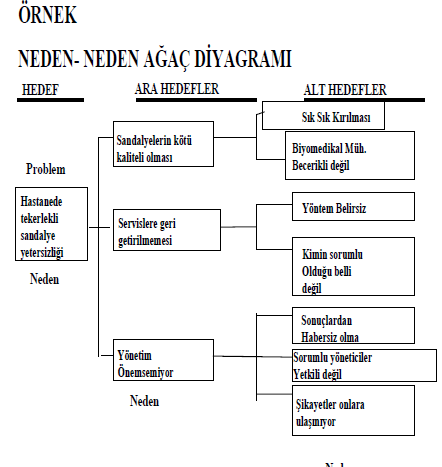 ÖRNEK
NEDEN- NEDEN AĞAÇ DİYAGRAMI
HEDEF
ARA HEDEFLER
ALT HEDEFLER
Problem
Hastanede
tekerlekli
sandalye
yetersizliği
Neden
Sandalyelerin kötü
kaliteli olması
Servislere geri
getirilmemesi
Yönetim
Önemsemiyor
Neden
Sık Sık Kırılması
Biyomedikal Müh.
Becerikli değil
Yöntem Belirsiz
Kimin sorumlu
Olduğu belli
değil
Sonuçlardan
Habersiz olma
Sorumlu yöneticiler
Yetkili değil
Şikayetler onlara
ulaşmıyor